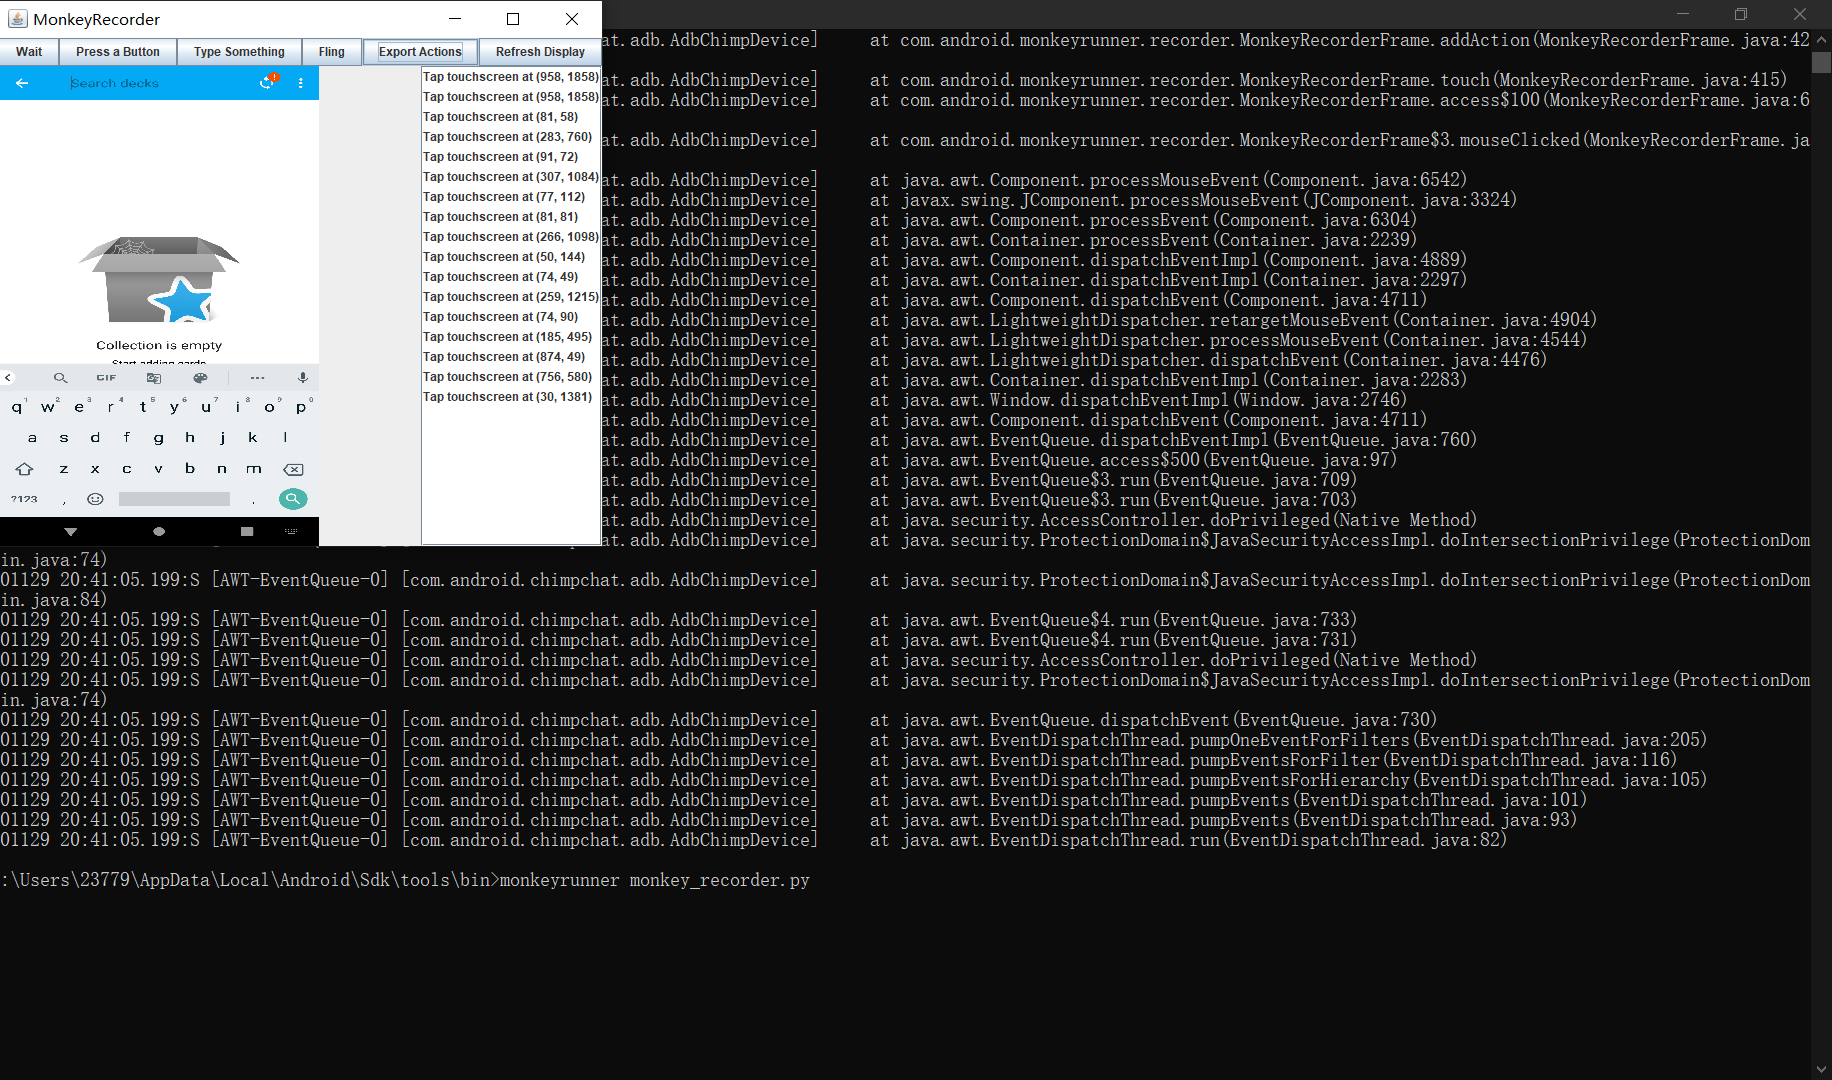 MonkeyRecorder
Wait Press a Button Type Something Fling Export Actions Refresh Display
Search decks
Collection is empty
Start adding cards
GIF
q1 w2 e3 r4 t5 y6 u7 i8 o9 p0
a s d f g h j k l
z x c v b n m
?123 , .
Tap touchscreen at (958, 1858)
Tap touchscreen at (958, 1858)
Tap touchscreen at (81, 58)
Tap touchscreen at (283, 760)
Tap touchscreen at (91, 72)
Tap touchscreen at (307, 1084)
Tap touchscreen at (77, 112)
Tap touchscreen at (81, 81)
Tap touchscreen at (266, 1098)
Tap touchscreen at (50, 144)
Tap touchscreen at (74, 49)
Tap touchscreen at (259, 1215)
Tap touchscreen at (74, 90)
Tap touchscreen at (185, 495)
Tap touchscreen at (874, 49)
Tap touchscreen at (756, 580)
Tap touchscreen at (30, 1381)
at.adb.AdbChimpDevice] at com.android.monkeyrunner.recorder.MonkeyRecorderFrame.addAction(MonkeyRecorderFrame.java:42
at.adb.AdbChimpDevice] at com.android.monkeyrunner.recorder.MonkeyRecorderFrame.touch(MonkeyRecorderFrame.java:415)
at.adb.AdbChimpDevice] at com.android.monkeyrunner.recorder.MonkeyRecorderFrame.access$100(MonkeyRecorderFrame.java:6
at.adb.AdbChimpDevice] at com.android.monkeyrunner.recorder.MonkeyRecorderFrame$3.mouseClicked(MonkeyRecorderFrame.ja
at.adb.AdbChimpDevice] at java.awt.Component.processMouseEvent(Component.java:6542)
at.adb.AdbChimpDevice] at javax.swing.JComponent.processMouseEvent(JComponent.java:3324)
at.adb.AdbChimpDevice] at java.awt.Component.processEvent(Component.java:6304)
at.adb.AdbChimpDevice] at java.awt.Container.processEvent(Container.java:2239)
at.adb.AdbChimpDevice] at java.awt.Component.dispatchEventImpl(Component.java:4889)
at.adb.AdbChimpDevice] at java.awt.Container.dispatchEventImpl(Container.java:2297)
at.adb.AdbChimpDevice] at java.awt.Component.dispatchEvent(Component.java:4711)
at.adb.AdbChimpDevice] at java.awt.LightweightDispatcher.retargetMouseEvent(Container.java:4904)
at.adb.AdbChimpDevice] at java.awt.LightweightDispatcher.processMouseEvent(Container.java:4544)
at.adb.AdbChimpDevice] at java.awt.LightweightDispatcher.dispatchEvent(Container.java:4476)
at.adb.AdbChimpDevice] at java.awt.Container.dispatchEventImpl(Container.java:2283)
at.adb.AdbChimpDevice] at java.awt.Window.dispatchEventImpl(Window.java:2746)
at.adb.AdbChimpDevice] at java.awt.Component.dispatchEvent(Component.java:4711)
at.adb.AdbChimpDevice] at java.awt.EventQueue.dispatchEventImpl(EventQueue.java:760)
at.adb.AdbChimpDevice] at java.awt.EventQueue.access$500(EventQueue.java:97)
at.adb.AdbChimpDevice] at java.awt.EventQueue$3.run(EventQueue.java:709)
at.adb.AdbChimpDevice] at java.awt.EventQueue$3.run(EventQueue.java:703)
at.adb.AdbChimpDevice] at java.security.AccessController.doPrivileged(Native Method)
at.adb.AdbChimpDevice] at java.security.ProtectionDomain$JavaSecurityAccessImpl.doIntersectionPrivilege(ProtectionDom
in.java:74)
01129 20:41:05.199:S [AWT-EventQueue-0] [com.android.chimpchat.adb.AdbChimpDevice] at java.security.ProtectionDomain$JavaSecurityAccessImpl.doIntersectionPrivilege(ProtectionDom
in.java:84)
01129 20:41:05.199:S [AWT-EventQueue-0] [com.android.chimpchat.adb.AdbChimpDevice] at java.awt.EventQueue$4.run(EventQueue.java:733)
01129 20:41:05.199:S [AWT-EventQueue-0] [com.android.chimpchat.adb.AdbChimpDevice] at java.awt.EventQueue$4.run(EventQueue.java:731)
01129 20:41:05.199:S [AWT-EventQueue-0] [com.android.chimpchat.adb.AdbChimpDevice] at java.security.AccessController.doPrivileged(Native Method)
01129 20:41:05.199:S [AWT-EventQueue-0] [com.android.chimpchat.adb.AdbChimpDevice] at java.security.ProtectionDomain$JavaSecurityAccessImpl.doIntersectionPrivilege(ProtectionDom
in.java:74)
01129 20:41:05.199:S [AWT-EventQueue-0] [com.android.chimpchat.adb.AdbChimpDevice] at java.awt.EventQueue.dispatchEvent(EventQueue.java:730)
01129 20:41:05.199:S [AWT-EventQueue-0] [com.android.chimpchat.adb.AdbChimpDevice] at java.awt.EventDispatchThread.pumpOneEventForFilters(EventDispatchThread.java:205)
01129 20:41:05.199:S [AWT-EventQueue-0] [com.android.chimpchat.adb.AdbChimpDevice] at java.awt.EventDispatchThread.pumpEventsForFilter(EventDispatchThread.java:116)
01129 20:41:05.199:S [AWT-EventQueue-0] [com.android.chimpchat.adb.AdbChimpDevice] at java.awt.EventDispatchThread.pumpEventsForHierarchy(EventDispatchThread.java:105)
01129 20:41:05.199:S [AWT-EventQueue-0] [com.android.chimpchat.adb.AdbChimpDevice] at java.awt.EventDispatchThread.pumpEvents(EventDispatchThread.java:101)
01129 20:41:05.199:S [AWT-EventQueue-0] [com.android.chimpchat.adb.AdbChimpDevice] at java.awt.EventDispatchThread.pumpEvents(EventDispatchThread.java:93)
01129 20:41:05.199:S [AWT-EventQueue-0] [com.android.chimpchat.adb.AdbChimpDevice] at java.awt.EventDispatchThread.run(EventDispatchThread.java:82)
:\Users\23779\AppData\Local\Android\Sdk\tools\bin>monkeyrunner monkey_recorder.py